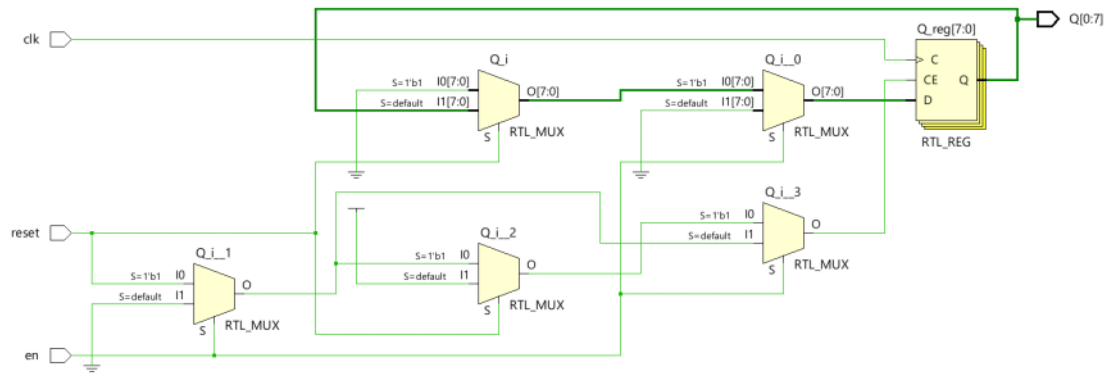 Q_reg[7:0]
Q[0:7]
clk
Q_i
Q_i__0
C
CE
Q
D
RTL_REG
S=1'b1
I0[7:0]
O[7:0]
S=default
I1[7:0]
S
RTL_MUX
S=1'b1
I0[7:0]
O[7:0]
S=default
I1[7:0]
S
RTL_MUX
Q_i__3
S=1'b1
I0
O
S=default
I1
S
RTL_MUX
reset
Q_i__2
S=1'b1
I0
O
S=default
I1
S
RTL_MUX
Q_i__1
S=1'b1
I0
O
S=default
I1
S
RTL_MUX
en